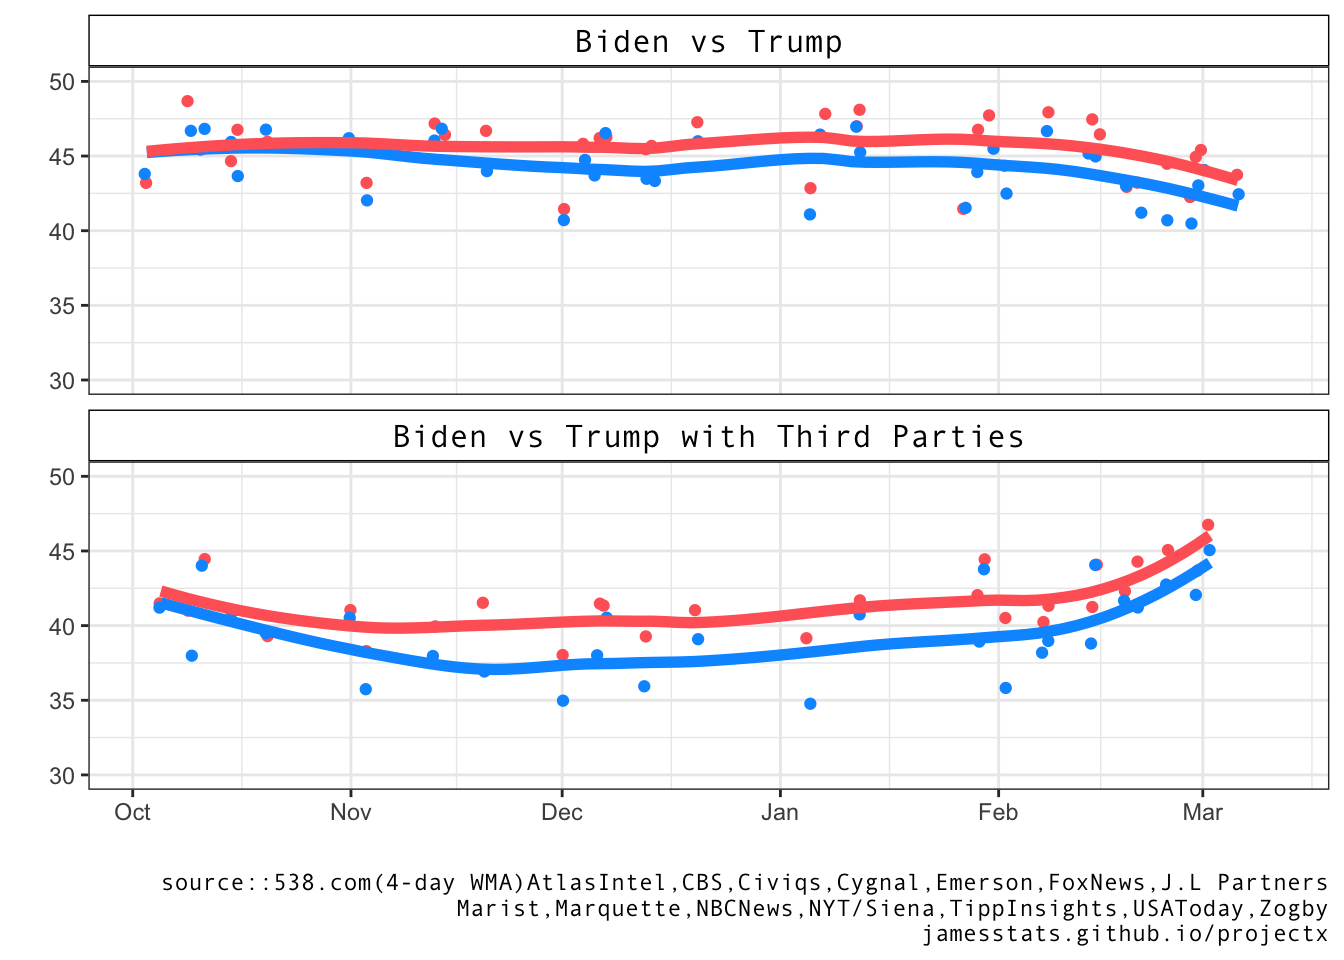 Biden vs Trump
50
45
40
35
30
Biden vs Trump with Third Parties
50
45
40
35
30
Oct Nov Dec Jan Feb Mar
source::538.com(4-day WMA)AtlasIntel,CBS,Civiqs,Cygnal,Emerson,FoxNews,J.L Partners
Marist,Marquette,NBCNews,NYT/Siena,TippInsights,USAToday,Zogby
jamesstats.github.io/projectx